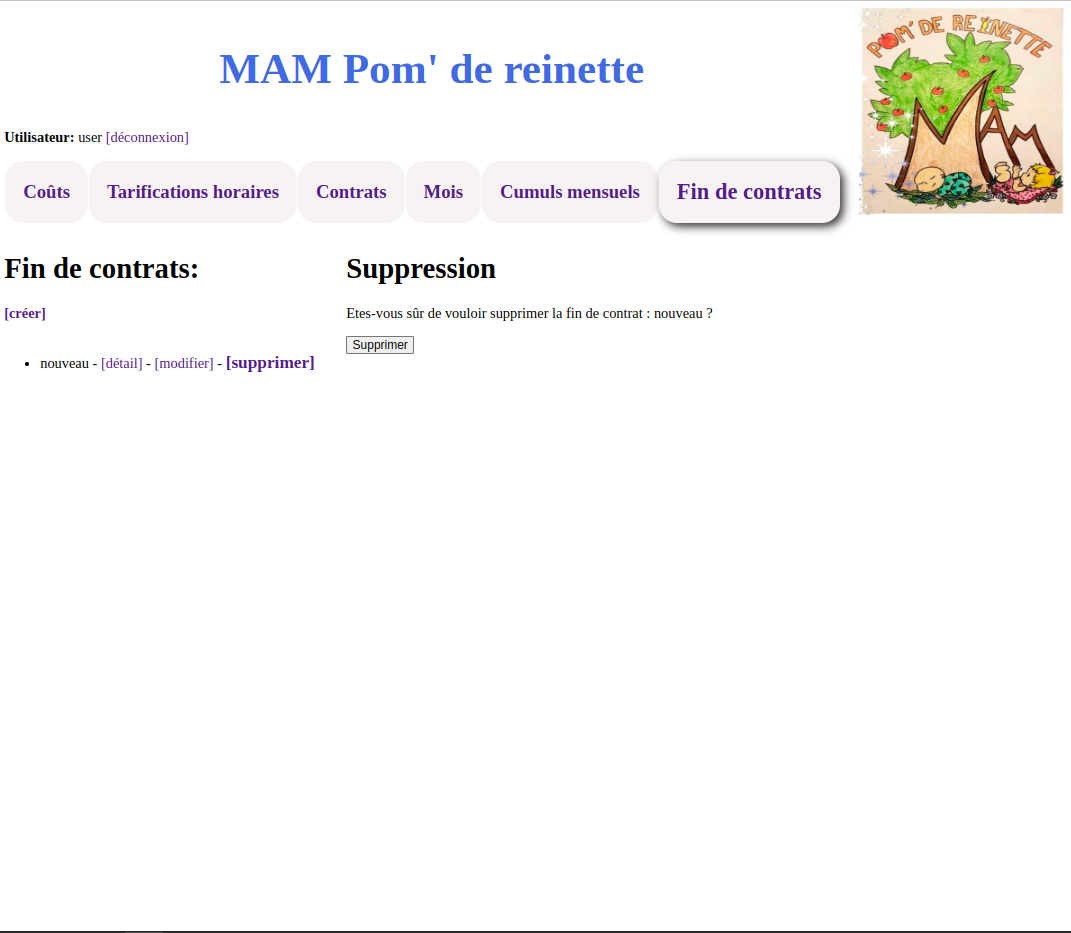 MAM Pom' de reinette
POM' DE REINETTE
MAM
Utilisateur: user [déconnexion]
Coûts Tarifications horaires Contrats Mois Cumuls mensuels Fin de contrats
Fin de contrats:
[créer]
nouveau - [détail] - [modifier] - [supprimer]
Suppression
Etes-vous sûr de vouloir supprimer la fin de contrat : nouveau ?
Supprimer